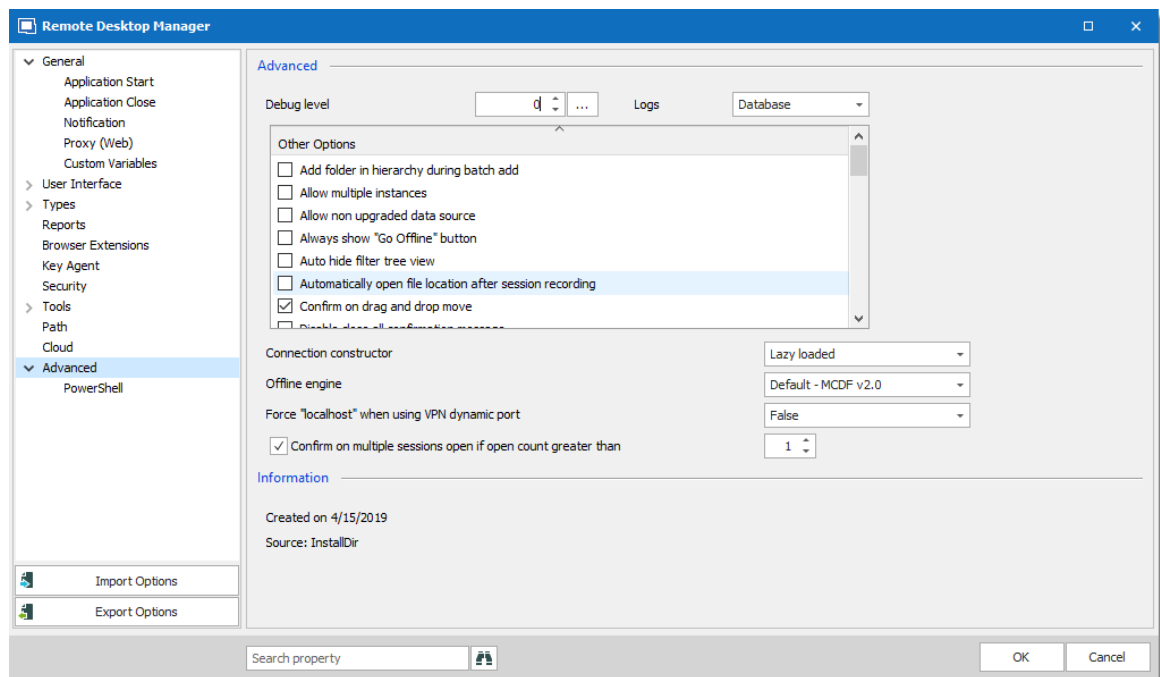 Remote Desktop Manager
General
Application Start
Application Close
Notification
Proxy (Web)
Custom Variables
User Interface
Types
Reports
Browser Extensions
Key Agent
Security
Tools
Path
Cloud
Advanced
PowerShell
Import Options
Export Options
Advanced
Debug level 0 ... Logs Database
Other Options
Add folder in hierarchy during batch add
Allow multiple instances
Allow non upgraded data source
Always show "Go Offline" button
Auto hide filter tree view
Automatically open file location after session recording
Confirm on drag and drop move
Disable close all confirmation message
Connection constructor Lazy loaded
Offline engine Default - MCDF v2.0
Force "localhost" when using VPN dynamic port False
Confirm on multiple sessions open if open count greater than 1
Information
Created on 4/15/2019
Source: InstallDir
Search property
OK Cancel